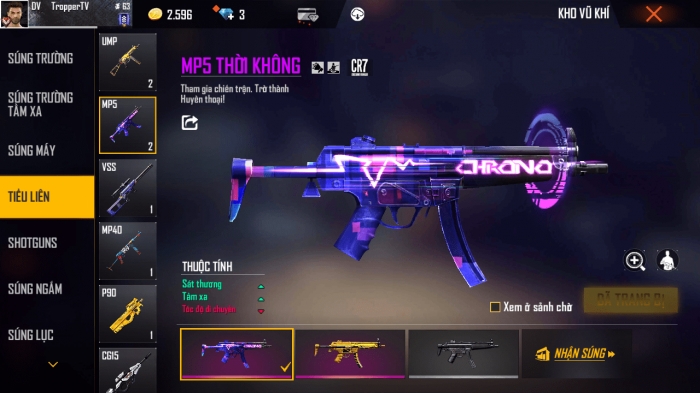 DV TropperTV # 63
2.596
3
KHO VŨ KHÍ
SÚNG TRƯỜNG
SÚNG TRƯỜNG
TẦM XA
SÚNG MÁY
TIỂU LIÊN
SHOTGUNS
SÚNG NGẮM
SÚNG LỤC
UMP
2
MP5
2
VSS
1
MP40
1
P90
1
CG15
MP5 THỜI KHÔNG
CR7
Tham gia chiến trận. Trở thành
Huyền thoại!
CHRONO
THUỘC TÍNH
Sát thương
Tầm xa
Tốc độ di chuyển
Xem ở sảnh chờ
ĐÃ TRANG BỊ
NHẬN SÚNG